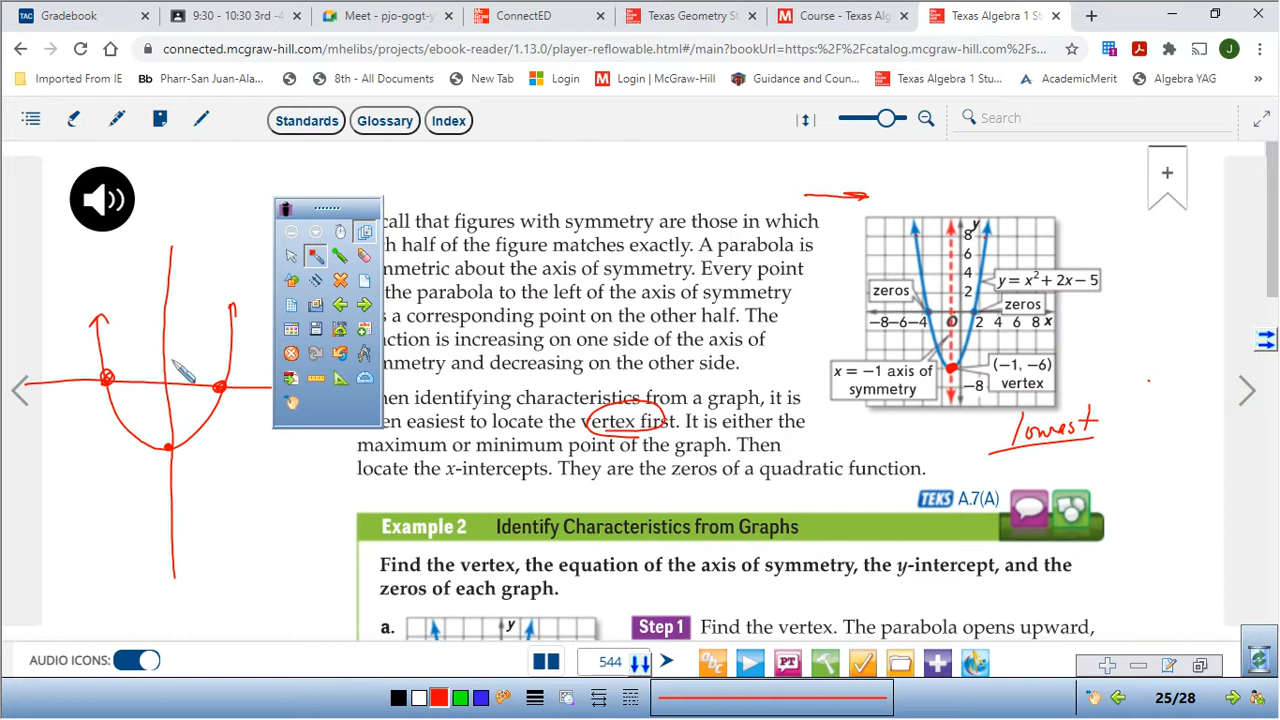 Gradebook
9:30 - 10:30 3rd -4
Meet - pjo-gogt-y
ConnectED
Texas Geometry St
Course - Texas Alg
Texas Algebra 1 St
connected.mcgraw-hill.com/mhelibs/projects/ebook-reader/1.13.0/player-reflowable.html#/main?bookUrl=https:%2F%2Fcatalog.mcgraw-hill.com%2Fs...
J
Imported From IE
Bb Pharr-San Juan-Ala...
8th - All Documents
New Tab
Login
Login | McGraw-Hill
Guidance and Coun...
Texas Algebra 1 Stu...
AcademicMerit
Algebra YAG
Standards
Glossary
Index
Search
call that figures with symmetry are those in which
h half of the figure matches exactly. A parabola is
mmetric about the axis of symmetry. Every point
the parabola to the left of the axis of symmetry
s a corresponding point on the other half. The
nction is increasing on one side of the axis of
mmetry and decreasing on the other side.
en identifying characteristics from a graph, it is
en easiest to locate the vertex first. It is either the
maximum or minimum point of the graph. Then
locate the x-intercepts. They are the zeros of a quadratic function.
y
8
6
4
2
zeros
y = x² + 2x − 5
zeros
−8−6−4
O
2 4 6 8 x
x = −1 axis of
symmetry
(−1, −6)
vertex
−8
lowest
TEKS A.7(A)
Example 2 Identify Characteristics from Graphs
Find the vertex, the equation of the axis of symmetry, the y-intercept, and the
zeros of each graph.
a.
y
Step 1 Find the vertex. The parabola opens upward,
AUDIO ICONS:
544
abc
PT
25/28